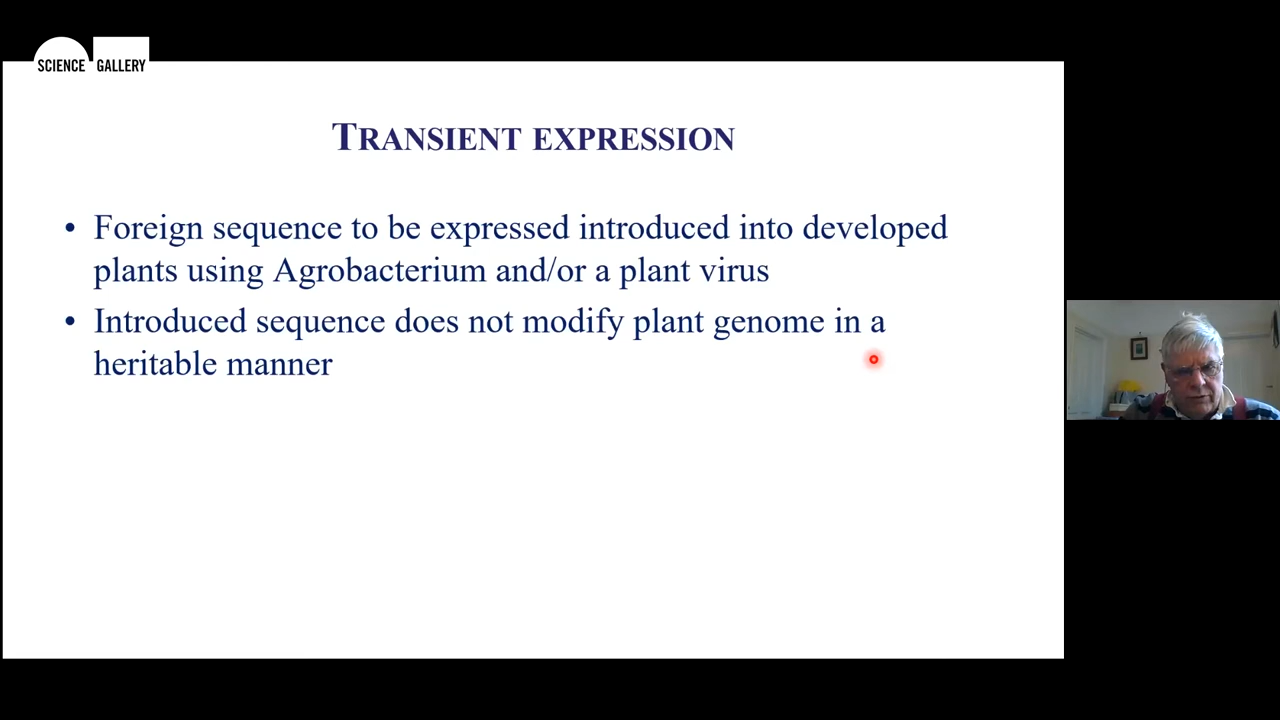 SCIENCE GALLERY
TRANSIENT EXPRESSION
• Foreign sequence to be expressed introduced into developed
plants using Agrobacterium and/or a plant virus
• Introduced sequence does not modify plant genome in a
heritable manner